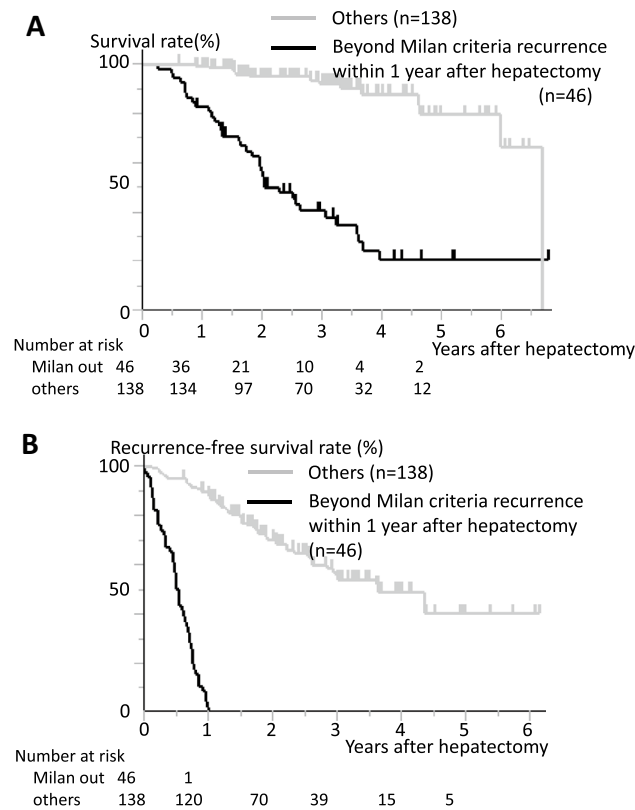 A
Others (n=138)
Survival rate(%)
Beyond Milan criteria recurrence
within 1 year after hepatectomy
(n=46)
100
50
0
0 1 2 3 4 5 6
Years after hepatectomy
Number at risk
Milan out 46 36 21 10 4 2
others 138 134 97 70 32 12
B
Recurrence-free survival rate (%)
Others (n=138)
Beyond Milan criteria recurrence
within 1 year after hepatectomy
(n=46)
100
50
0
0 1 2 3 4 5 6
Years after hepatectomy
Number at risk
Milan out 46 1
others 138 120 70 39 15 5